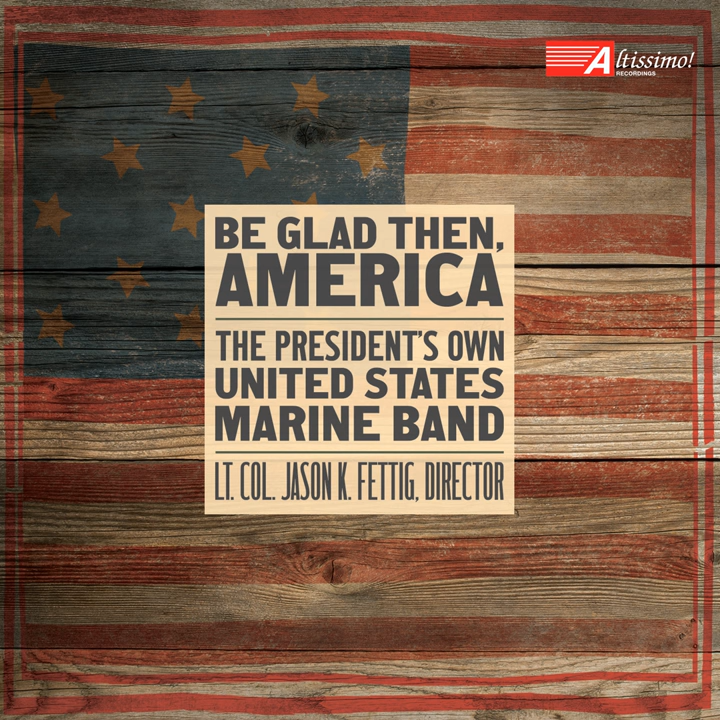 Altissimo!
RECORDINGS
BE GLAD THEN,
AMERICA
THE PRESIDENT'S OWN
UNITED STATES
MARINE BAND
LT. COL. JASON K. FETTIG, DIRECTOR